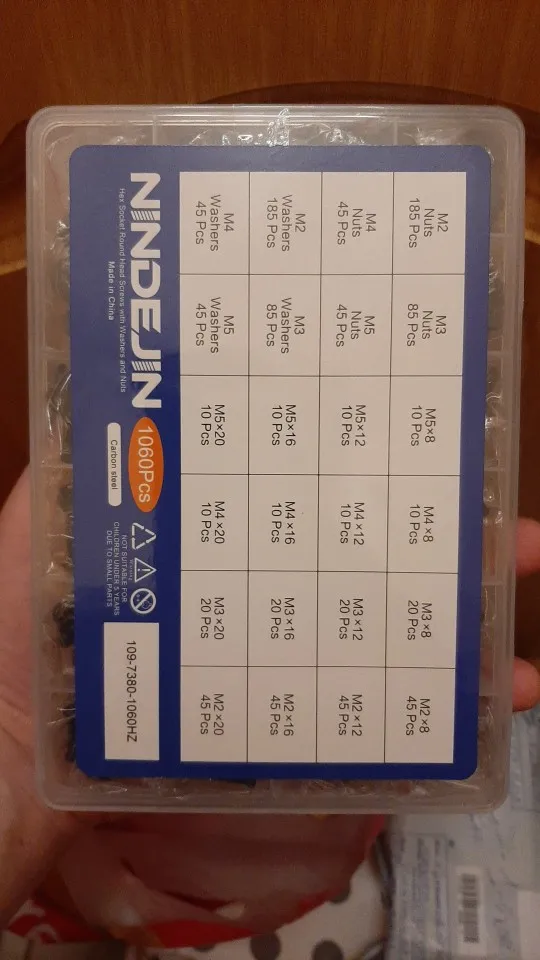 M2
Nuts
185 Pcs
M3
Nuts
85 Pcs
M5×8
10 Pcs
M4×8
10 Pcs
M3×8
20 Pcs
M2×8
45 Pcs
M4
Nuts
45 Pcs
M5
Nuts
45 Pcs
M5×12
10 Pcs
M4×12
10 Pcs
M3×12
20 Pcs
M2×12
45 Pcs
M2
Washers
185 Pcs
M3
Washers
85 Pcs
M5×16
10 Pcs
M4×16
10 Pcs
M3×16
20 Pcs
M2×16
45 Pcs
M4
Washers
45 Pcs
M5
Washers
45 Pcs
M5×20
10 Pcs
M4×20
10 Pcs
M3×20
20 Pcs
M2×20
45 Pcs
NINDEJIN
Hex Socket Round Head Screws with Washers and Nuts
Made in China
1060Pcs
Carbon steel
Warning
NOT SUITABLE FOR
CHILDREN UNDER 5 YEARS
DUE TO SMALL PARTS
109-7380-1060HZ